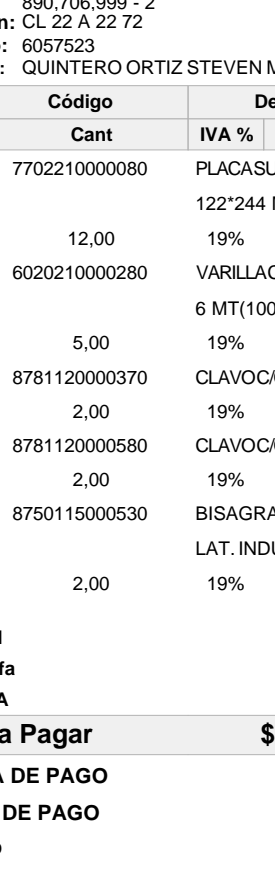 890,706,999 - 2
n: CL 22 A 22 72
: 6057523
: QUINTERO ORTIZ STEVEN M
Código De
Cant IVA %
7702210000080 PLACASU
122*244
12,00 19%
6020210000280 VARILLAC
6 MT(100
5,00 19%
8781120000370 CLAVOC/
2,00 19%
8781120000580 CLAVOC/
2,00 19%
8750115000530 BISAGRA
LAT. INDU
2,00 19%
l
fa
A
a Pagar $
A DE PAGO
DE PAGO